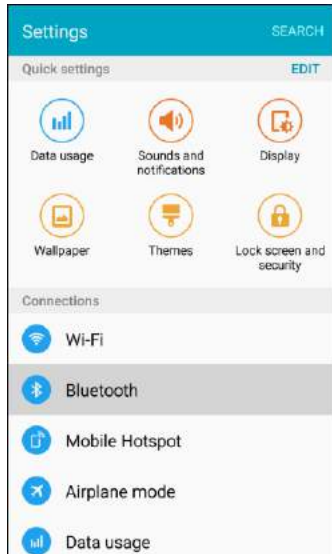 Settings SEARCH
Quick settings EDIT
Data usage
Sounds and
notifications
Display
Wallpaper
Themes
Lock screen and
security
Connections
Wi-Fi
Bluetooth
Mobile Hotspot
Airplane mode
Data usage